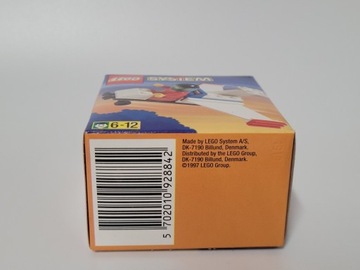 LEGO SYSTEM
6-12
Made by LEGO System A/S,
DK-7190 Billund, Denmark.
Distributed by the LEGO Group,
DK-7190 Billund, Denmark.
©1997 LEGO Group.
5 702010 928842